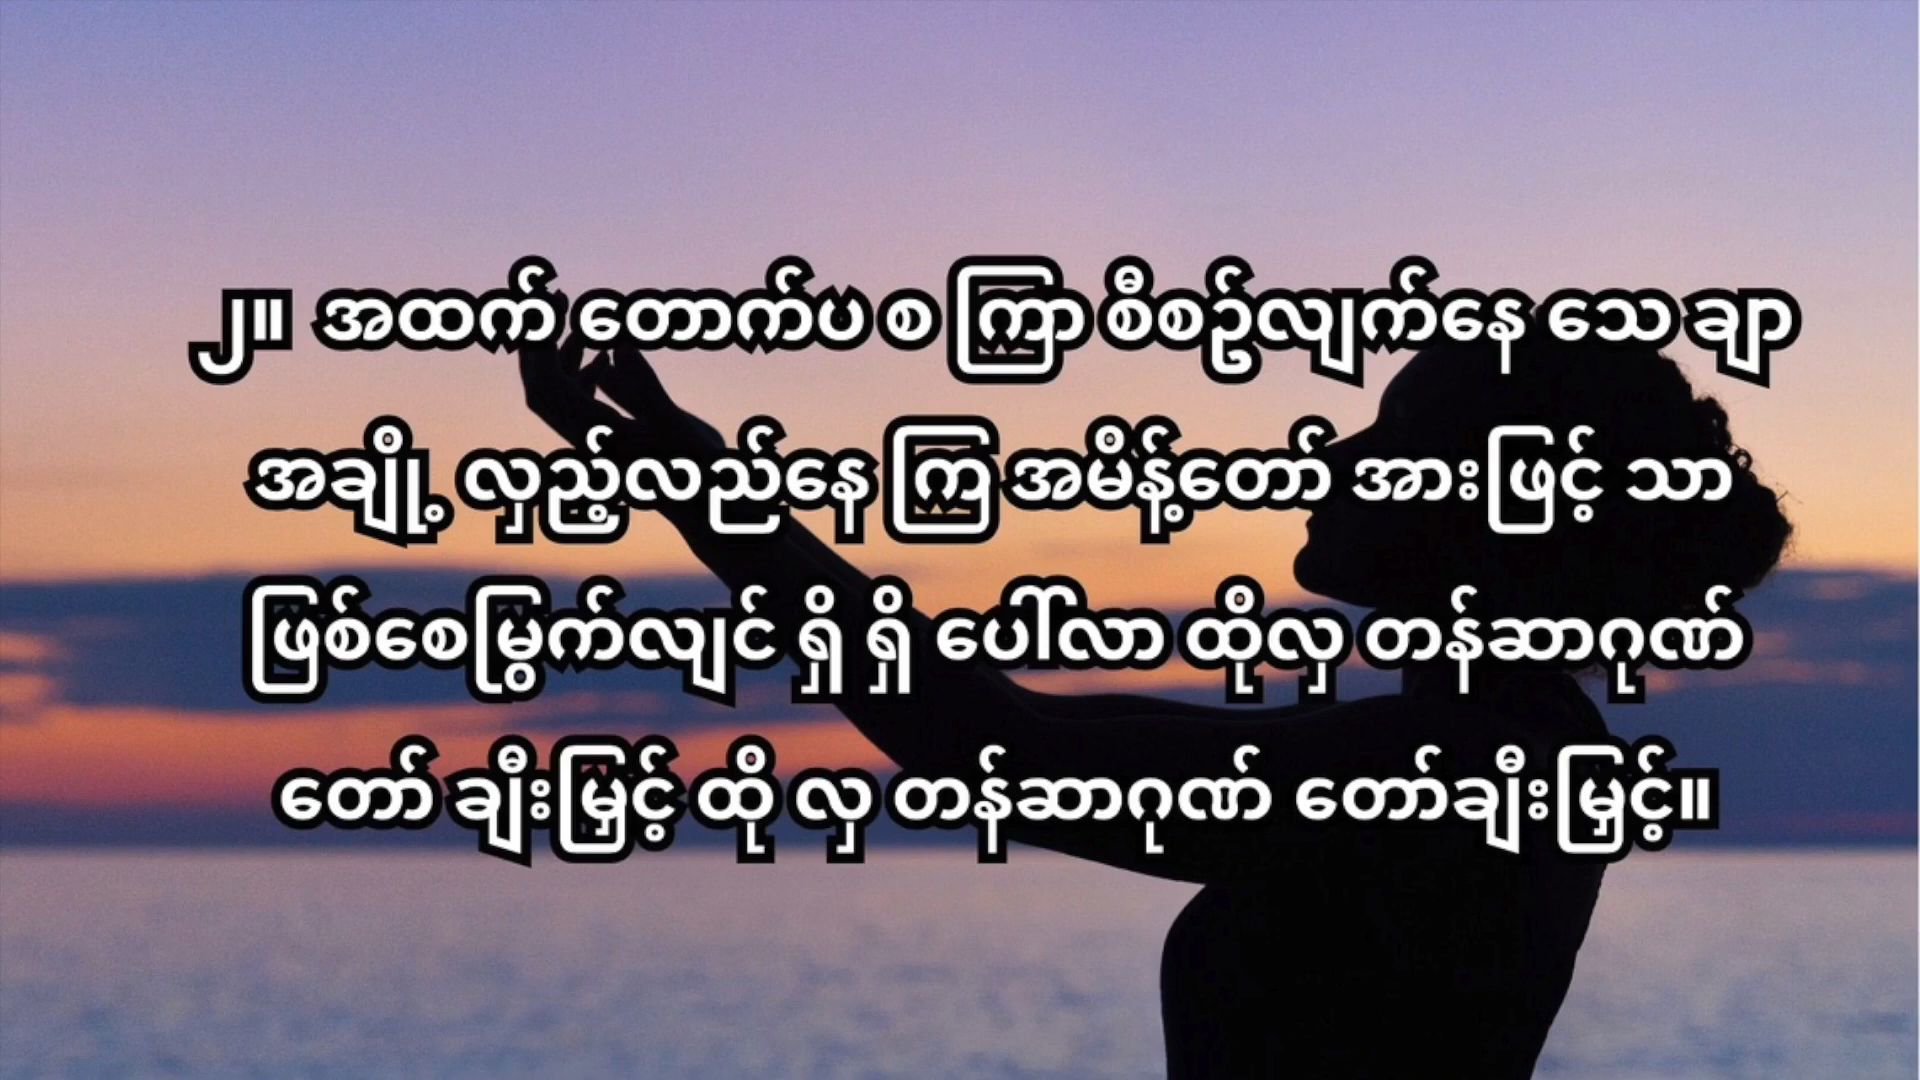 ၂။ အထက် တောက်ပ စ ကြာ စီစဥ်လျက်နေ သေ ချာ
အချို့ လှည့်လည်နေ ကြ အမိန့်တော် အားဖြင့် သာ
ဖြစ်စေမြွက်လျင် ရှိ ရှိ ပေါ်လာ ထိုလှ တန်ဆာဂုဏ်
တော် ချီးမြှင့် ထို လှ တန်ဆာဂုဏ် တော်ချီးမြှင့်။